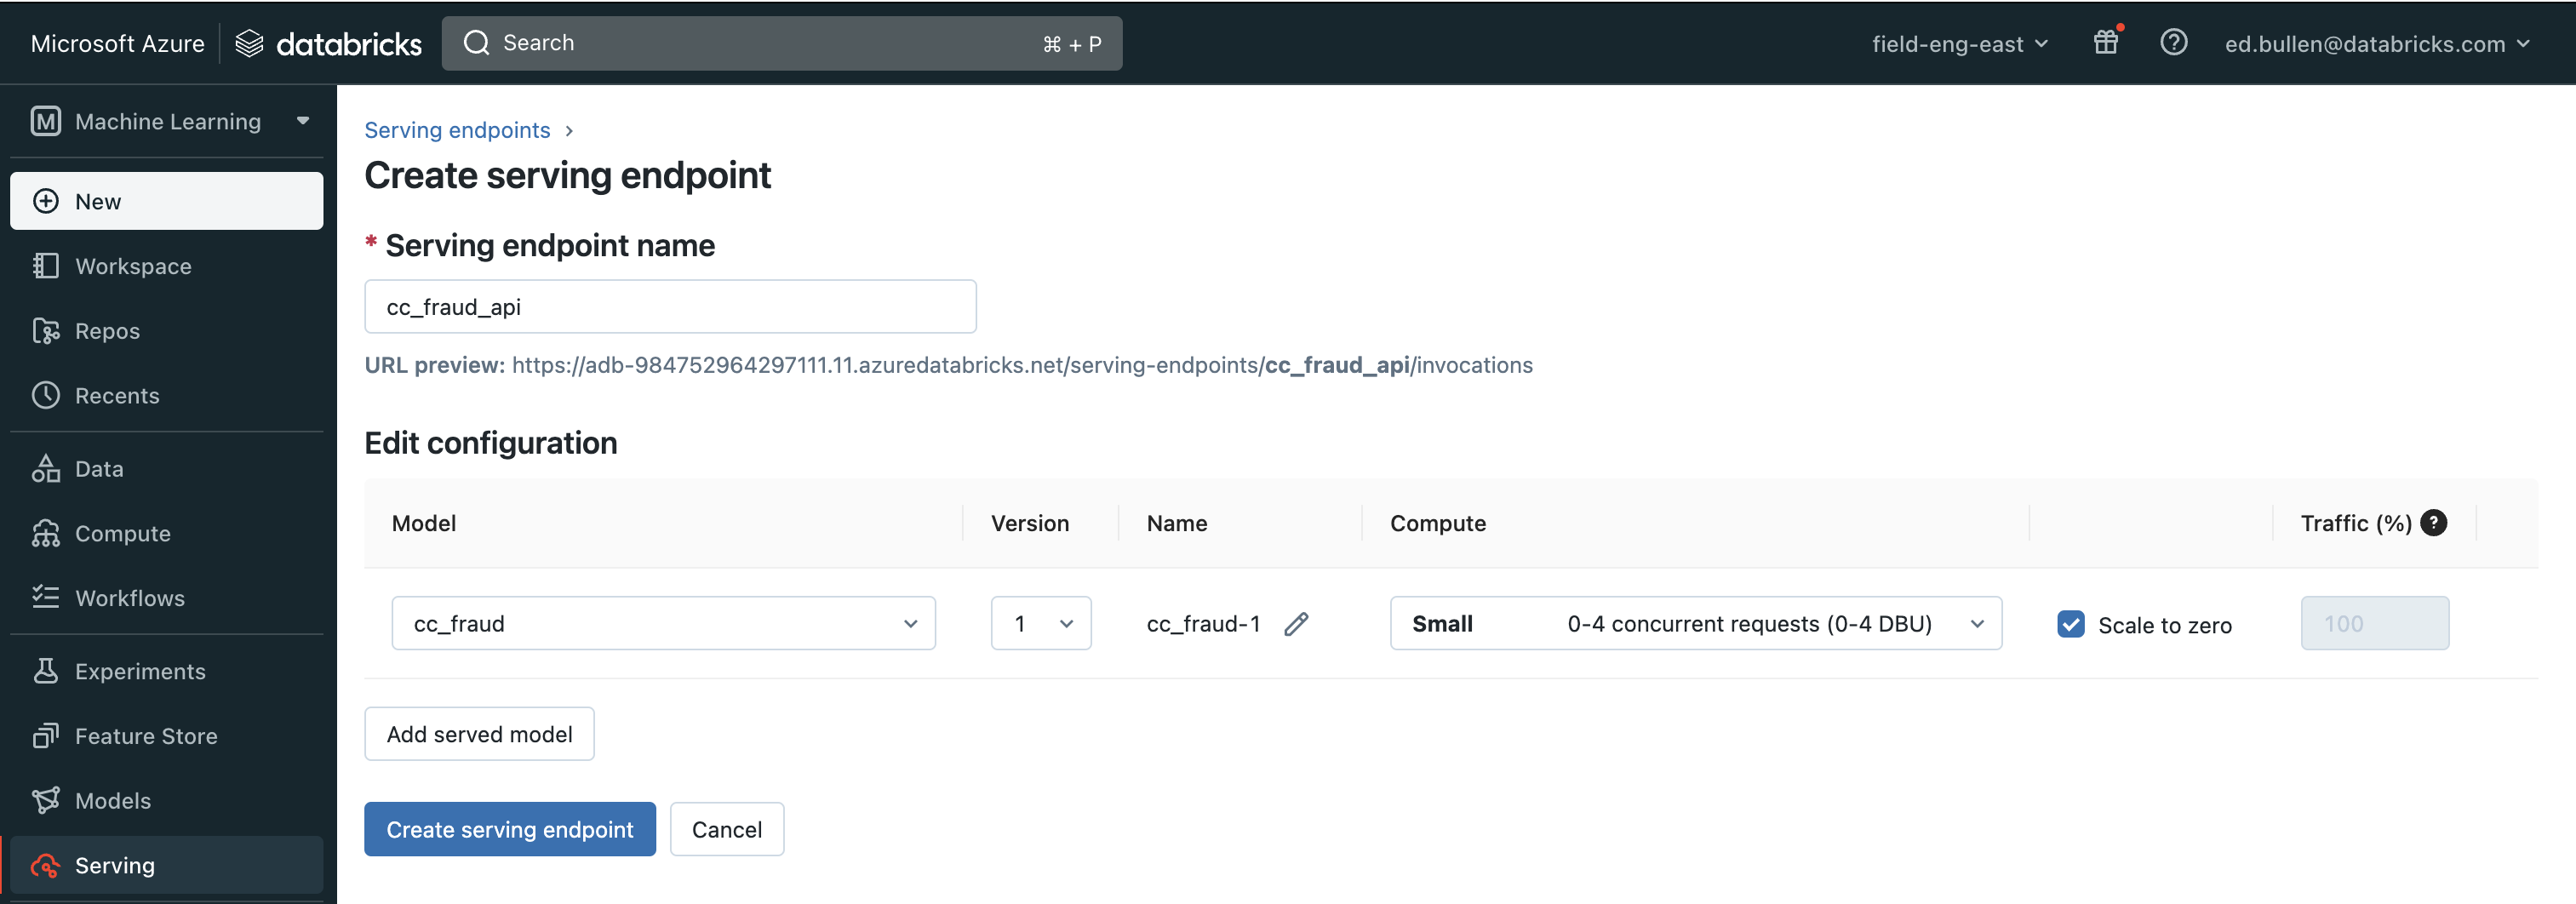 Microsoft Azure databricks Search ⌘ + P field-eng-east ed.bullen@databricks.com
M Machine Learning
New
Workspace
Repos
Recents
Data
Compute
Workflows
Experiments
Feature Store
Models
Serving
Serving endpoints >
Create serving endpoint
* Serving endpoint name
cc_fraud_api
URL preview: https://adb-984752964297111.11.azuredatabricks.net/serving-endpoints/cc_fraud_api/invocations
Edit configuration
Model Version Name Compute Traffic (%) ?
cc_fraud 1 cc_fraud-1 Small 0-4 concurrent requests (0-4 DBU) Scale to zero 100
Add served model
Create serving endpoint Cancel